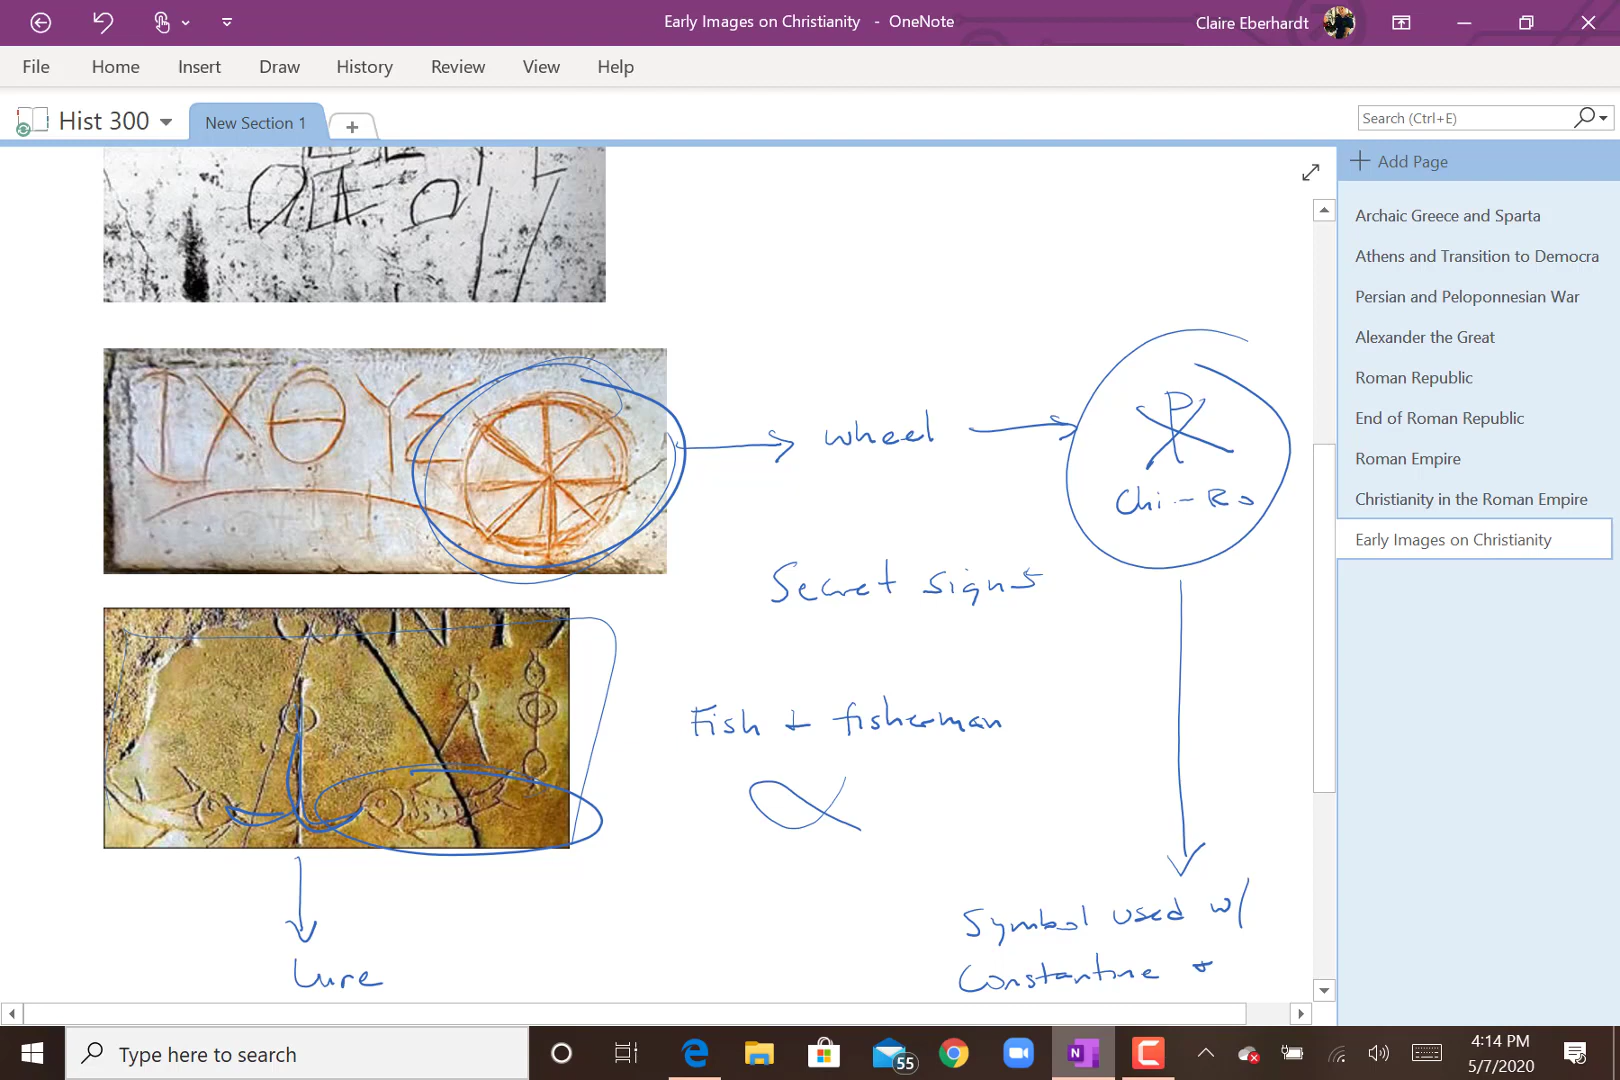 Early Images on Christianity - OneNote
Claire Eberhardt
File Home Insert Draw History Review View Help
Hist 300
New Section 1
Search (Ctrl+E)
Add Page
Archaic Greece and Sparta
Athens and Transition to Democra
Persian and Peloponnesian War
Alexander the Great
Roman Republic
End of Roman Republic
Roman Empire
Christianity in the Roman Empire
Early Images on Christianity
ΙΧΘΥΣ
wheel
Chi-Ro
Secret signs
Fish + fisherman
Lure
Symbol used w/
Constantine +
Type here to search
55
4:14 PM
5/7/2020